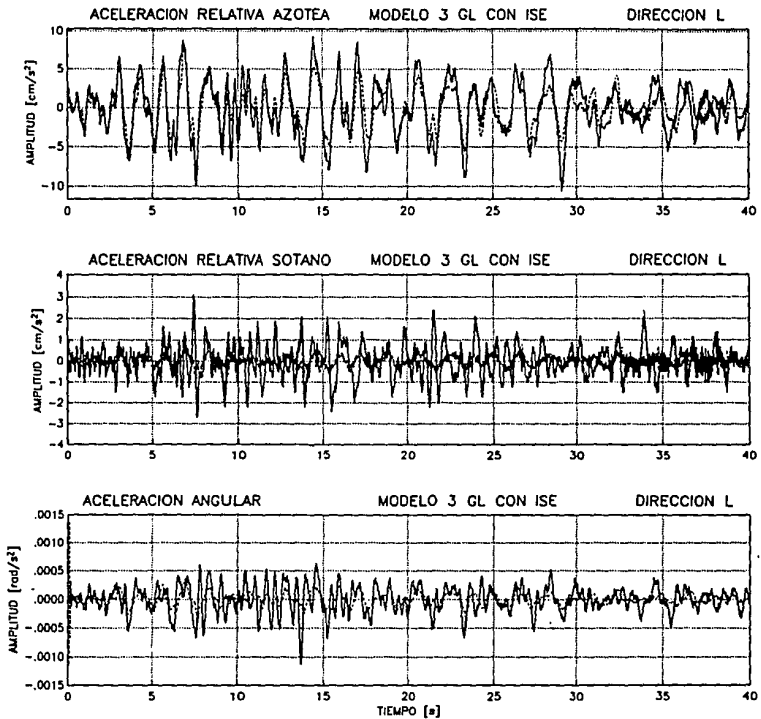 ACELERACION RELATIVA AZOTEA MODELO 3 GL CON ISE DIRECCION L
AMPLITUD [cm/s²]
10
5
0
-5
-10
0 5 10 15 20 25 30 35 40
ACELERACION RELATIVA SOTANO MODELO 3 GL CON ISE DIRECCION L
AMPLITUD [cm/s²]
4
3
2
1
0
-1
-2
-3
-4
0 5 10 15 20 25 30 35 40
ACELERACION ANGULAR MODELO 3 GL CON ISE DIRECCION L
AMPLITUD [rad/s²]
.0015
.0010
.0005
.0000
-.0005
-.0010
-.0015
0 5 10 15 20 25 30 35 40
TIEMPO [s]